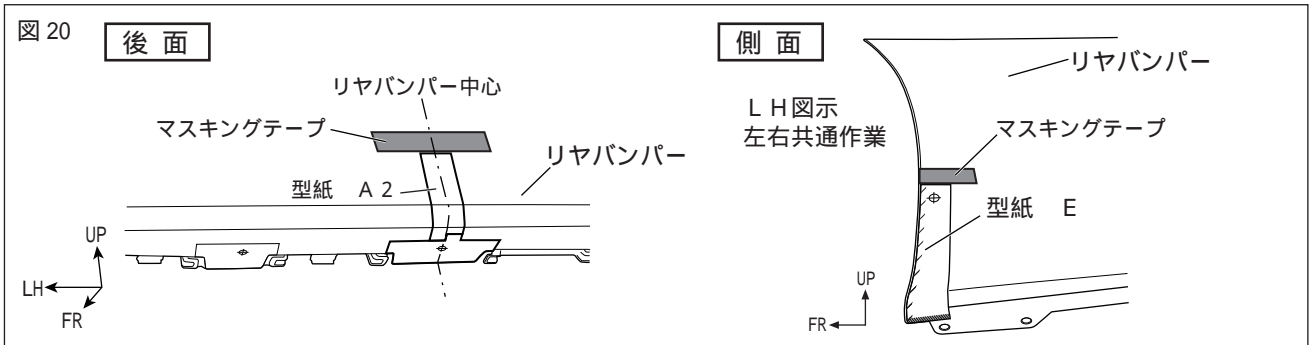 図 20
後 面
リヤバンパー中心
マスキングテープ
リヤバンパー
型紙 A 2
UP
LH
FR
側 面
リヤバンパー
L H図示
左右共通作業
マスキングテープ
型紙 E
UP
FR